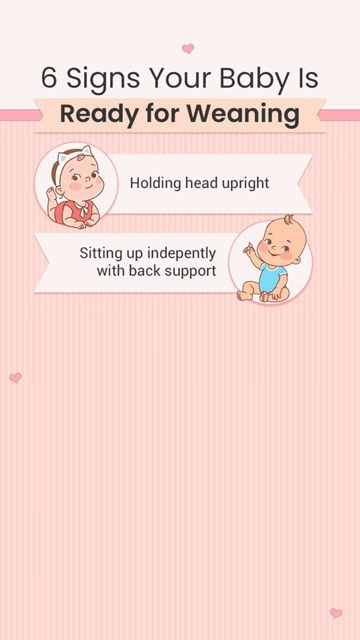 6 Signs Your Baby Is
Ready for Weaning
Holding head upright
Sitting up indepently
with back support